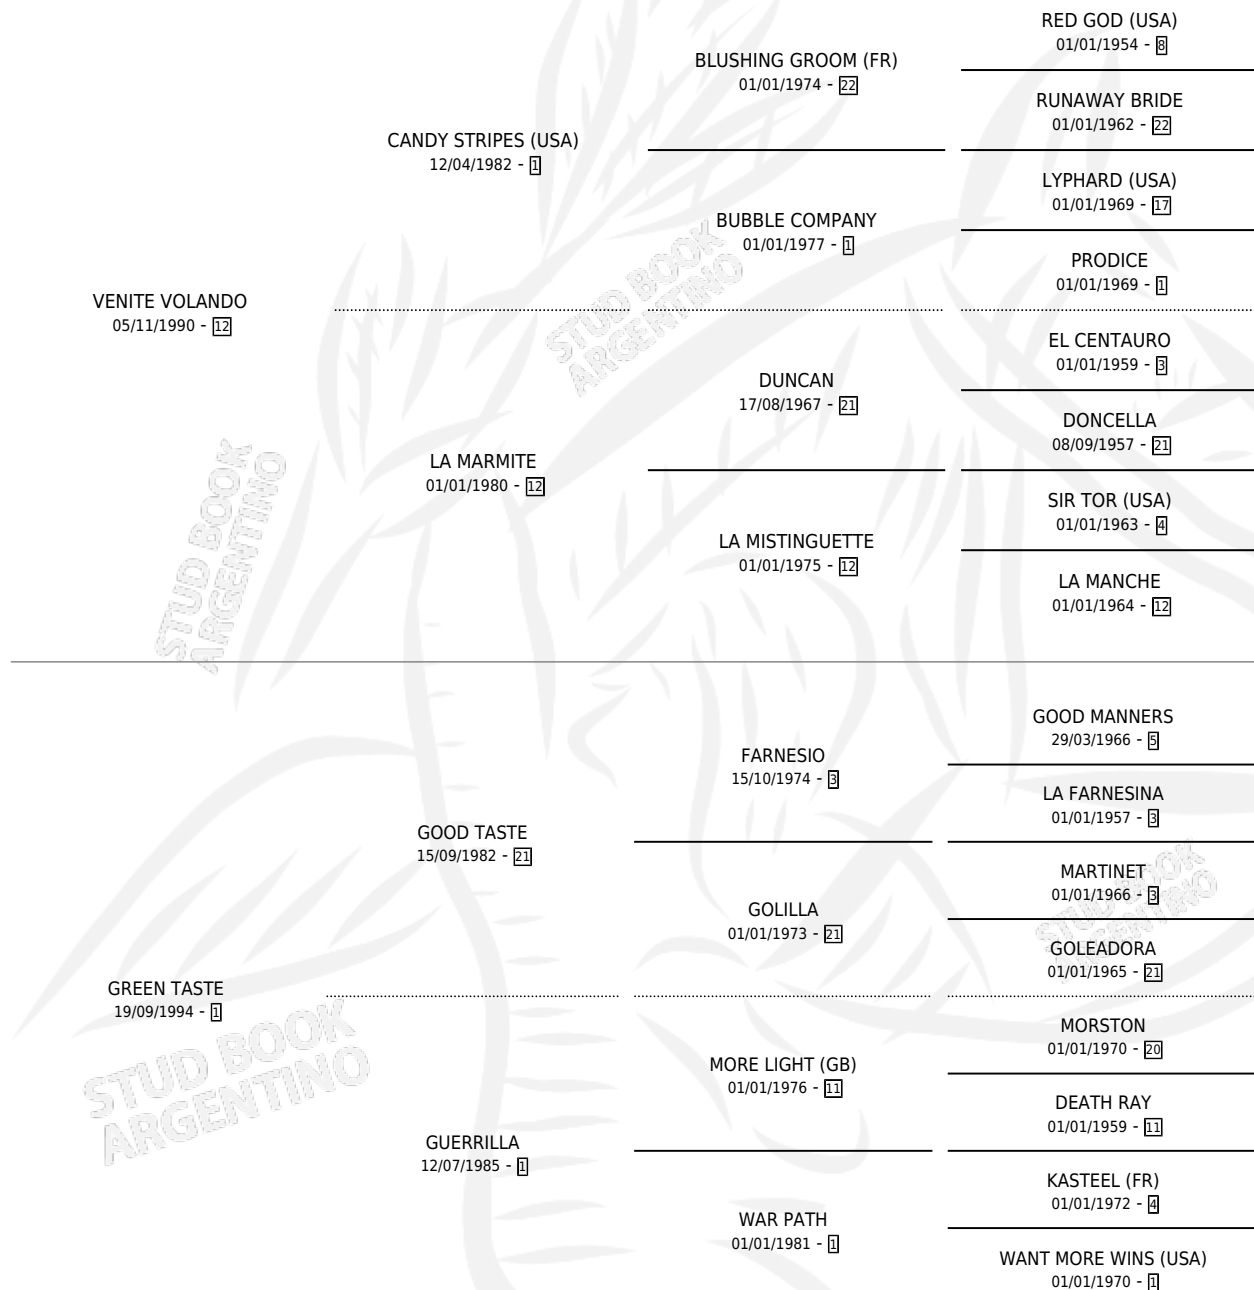 RED GOD (USA)
01/01/1954 - 8
BLUSHING GROOM (FR)
01/01/1974 - 22
RUNAWAY BRIDE
01/01/1962 - 22
CANDY STRIPES (USA)
12/04/1982 - 1
LYPHARD (USA)
01/01/1969 - 17
BUBBLE COMPANY
01/01/1977 - 1
PRODICE
01/01/1969 - 1
VENITE VOLANDO
05/11/1990 - 12
EL CENTAURO
01/01/1959 - 3
DUNCAN
17/08/1967 - 21
DONCELLA
08/09/1957 - 21
LA MARMITE
01/01/1980 - 12
SIR TOR (USA)
01/01/1963 - 4
LA MISTINGUETTE
01/01/1975 - 12
LA MANCHE
01/01/1964 - 12
GOOD MANNERS
29/03/1966 - 5
FARNESIO
15/10/1974 - 3
LA FARNESINA
01/01/1957 - 3
GOOD TASTE
15/09/1982 - 21
MARTINET
01/01/1966 - 3
GOLILLA
01/01/1973 - 21
GOLEADORA
01/01/1965 - 21
GREEN TASTE
19/09/1994 - 1
MORSTON
01/01/1970 - 20
MORE LIGHT (GB)
01/01/1976 - 11
DEATH RAY
01/01/1959 - 11
GUERRILLA
12/07/1985 - 1
KASTEEL (FR)
01/01/1972 - 4
WAR PATH
01/01/1981 - 1
WANT MORE WINS (USA)
01/01/1970 - 1
STUD BOOK
ARGENTINO
STUD BOOK
ARGENTINO
STUD BOOK
ARGENTINO
STUD BOOK
ARGENTINO